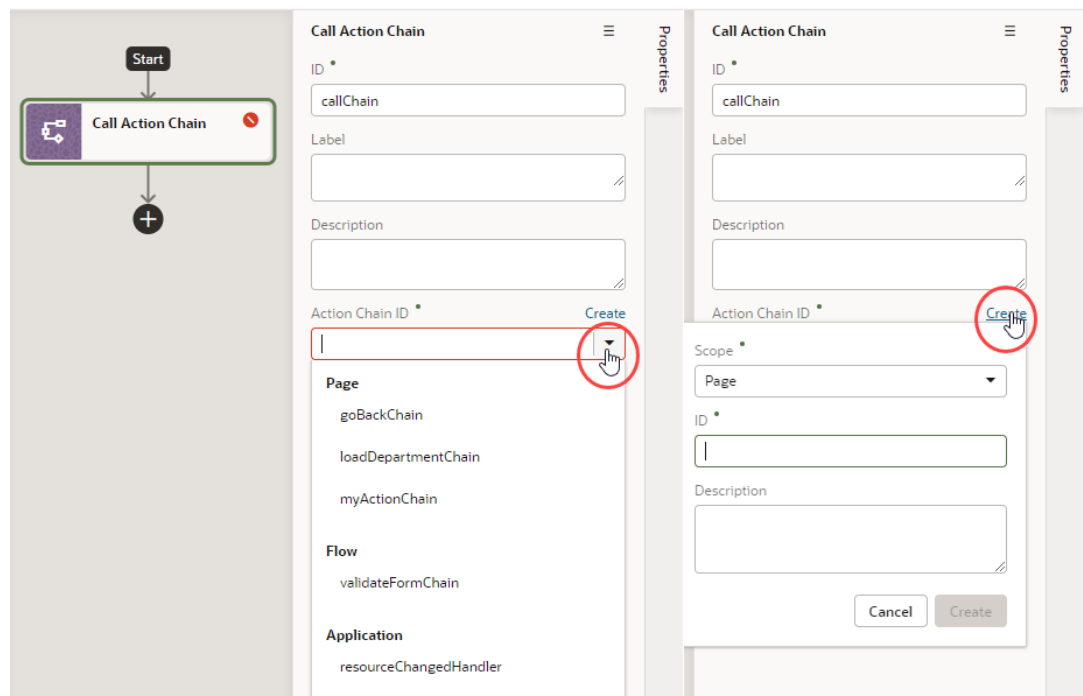 Start
Call Action Chain
Call Action Chain
Properties
ID
callChain
Label
Description
Action Chain ID
Create
Page
goBackChain
loadDepartmentChain
myActionChain
Flow
validateFormChain
Application
resourceChangedHandler
Call Action Chain
Properties
ID
callChain
Label
Description
Action Chain ID
Create
Scope
Page
ID
Description
Cancel
Create